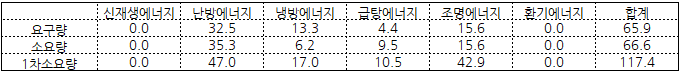 신재생에너지 난방에너지 냉방에너지 급탕에너지 조명에너지 환기에너지 합계
요구량 0.0 32.5 13.3 4.4 15.6 0.0 65.9
소요량 0.0 35.3 6.2 9.5 15.6 0.0 66.6
1차소요량 0.0 47.0 17.0 10.5 42.9 0.0 117.4